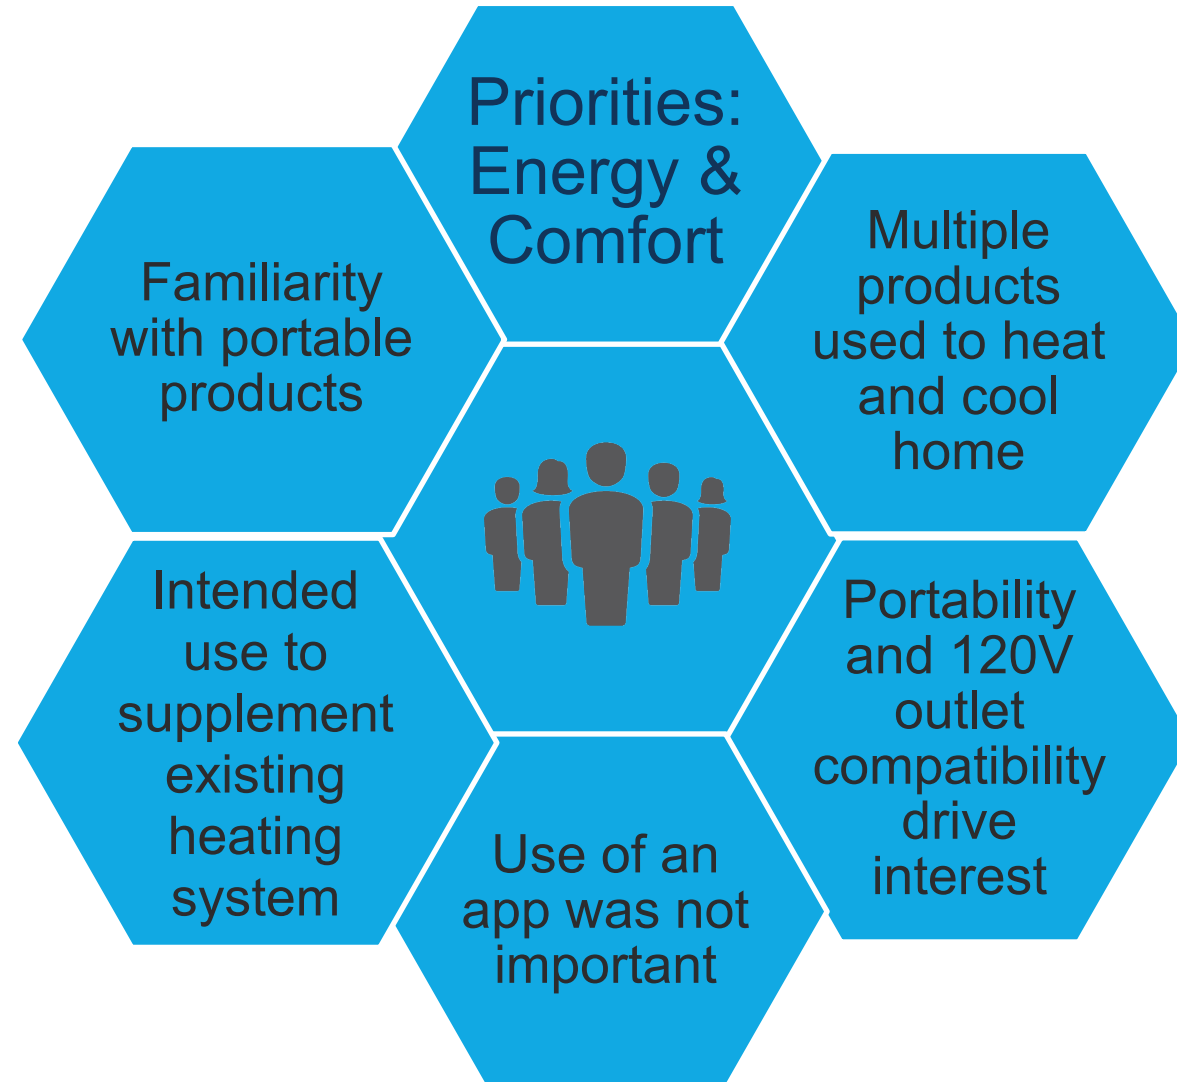 Priorities:
Energy &
Comfort
Multiple
products
used to heat
and cool
home
Portability
and 120V
outlet
compatibility
drive
interest
Use of an
app was not
important
Intended
use to
supplement
existing
heating
system
Familiarity
with portable
products